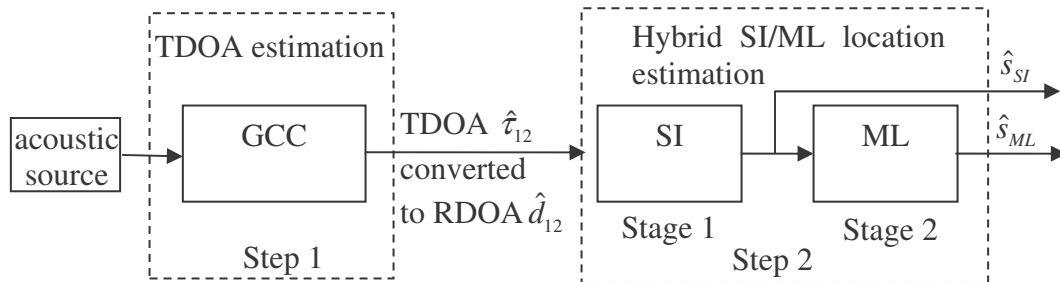 TDOA estimation
acoustic
source
GCC
Step 1
TDOA τ̂₁₂
converted
to RDOA d̂₁₂
Hybrid SI/ML location
estimation
SI
Stage 1
ML
Stage 2
Step 2
ŝ_SI
ŝ_ML